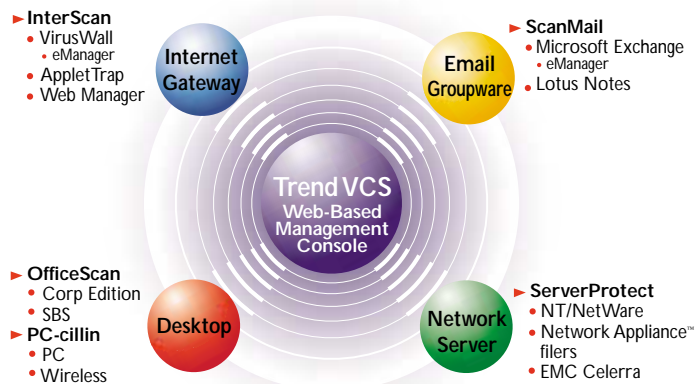 ► InterScan
• VirusWall
• eManager
• AppletTrap
• Web Manager
Internet
Gateway
► ScanMail
• Microsoft Exchange
• eManager
• Lotus Notes
Email
Groupware
Trend VCS
Web-Based
Management
Console
► OfficeScan
• Corp Edition
• SBS
► PC-cillin
• PC
• Wireless
Desktop
Network
Server
► ServerProtect
• NT/NetWare
• Network Appliance™
filers
• EMC Celerra